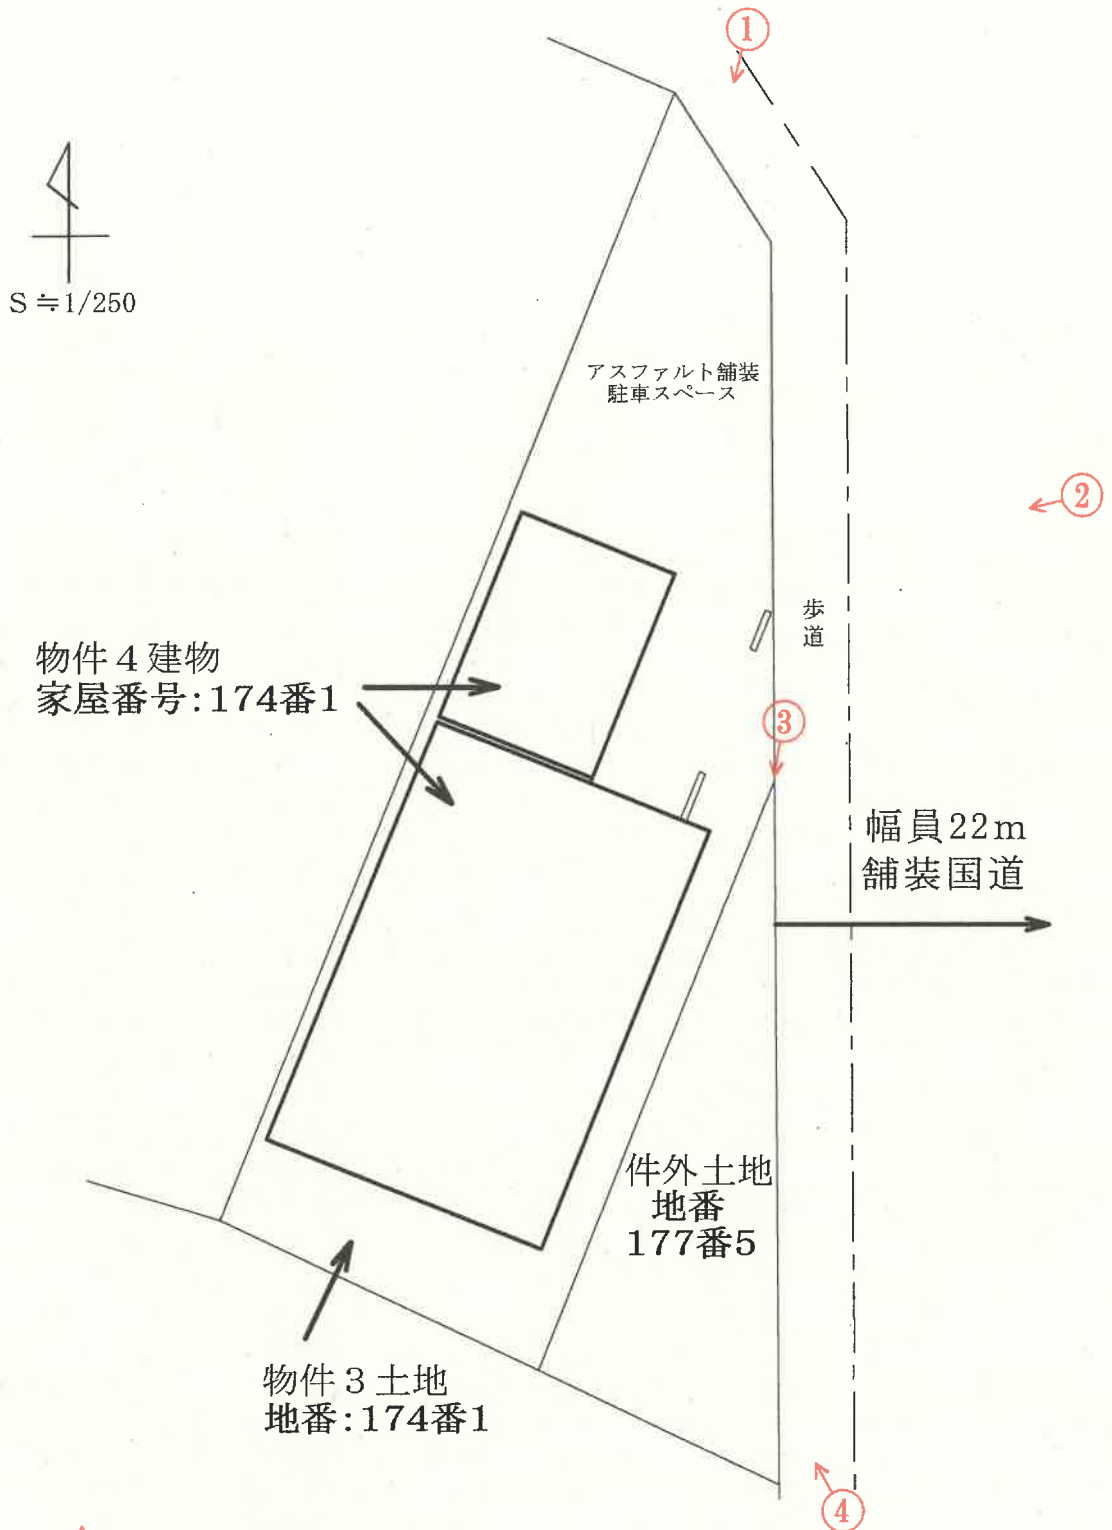 ①
S≒1/250
アスファルト舗装
駐車スペース
②
歩道
物件4建物
家屋番号:174番1
③
幅員22m
舗装国道
件外土地
地番
177番5
物件3土地
地番:174番1
④